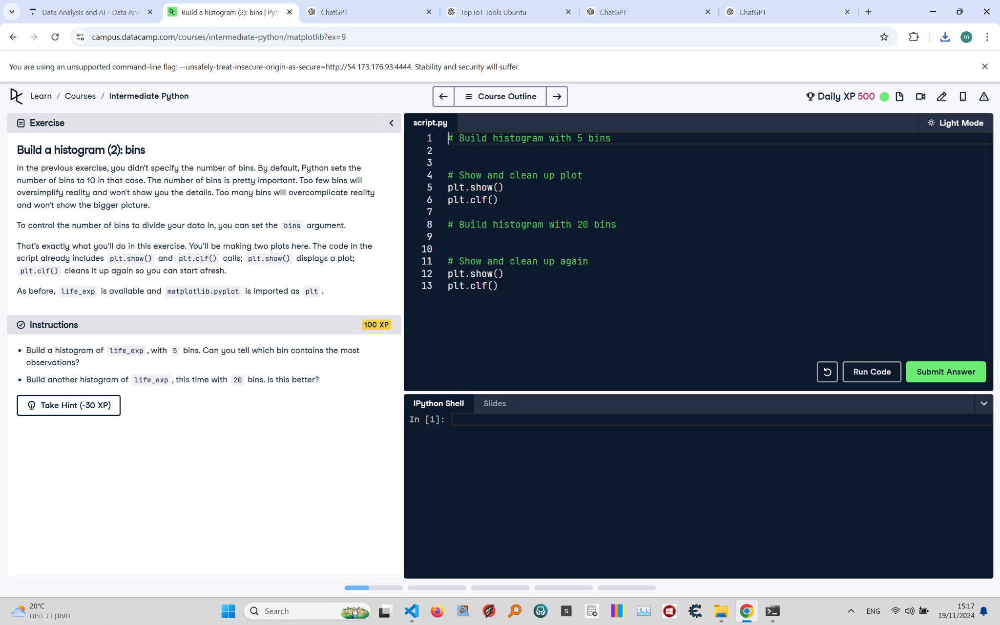 Data Analysis and AI - Data Ana
Build a histogram (2): bins | Pyth
ChatGPT
Top IoT Tools Ubuntu
ChatGPT
ChatGPT
campus.datacamp.com/courses/intermediate-python/matplotlib?ex=9
m
You are using an unsupported command-line flag: --unsafely-treat-insecure-origin-as-secure=http://54.173.176.93:4444. Stability and security will suffer.
Learn / Courses / Intermediate Python
Course Outline
Daily XP 500
Exercise
Build a histogram (2): bins
In the previous exercise, you didn't specify the number of bins. By default, Python sets the
number of bins to 10 in that case. The number of bins is pretty important. Too few bins will
oversimplify reality and won't show you the details. Too many bins will overcomplicate reality
and won't show the bigger picture.
To control the number of bins to divide your data in, you can set the bins argument.
That's exactly what you'll do in this exercise. You'll be making two plots here. The code in the
script already includes plt.show() and plt.clf() calls; plt.show() displays a plot;
plt.clf() cleans it up again so you can start afresh.
As before, life_exp is available and matplotlib.pyplot is imported as plt.
Instructions
100 XP
• Build a histogram of life_exp, with 5 bins. Can you tell which bin contains the most
observations?
• Build another histogram of life_exp, this time with 20 bins. Is this better?
Take Hint (-30 XP)
script.py
Light Mode
1 # Build histogram with 5 bins
2
3
4 # Show and clean up plot
5 plt.show()
6 plt.clf()
7
8 # Build histogram with 20 bins
9
10
11 # Show and clean up again
12 plt.show()
13 plt.clf()
Run Code
Submit Answer
IPython Shell
Slides
In [1]:
20°C
מעונן רב היום
Search
S
ENG
15:17
19/11/2024